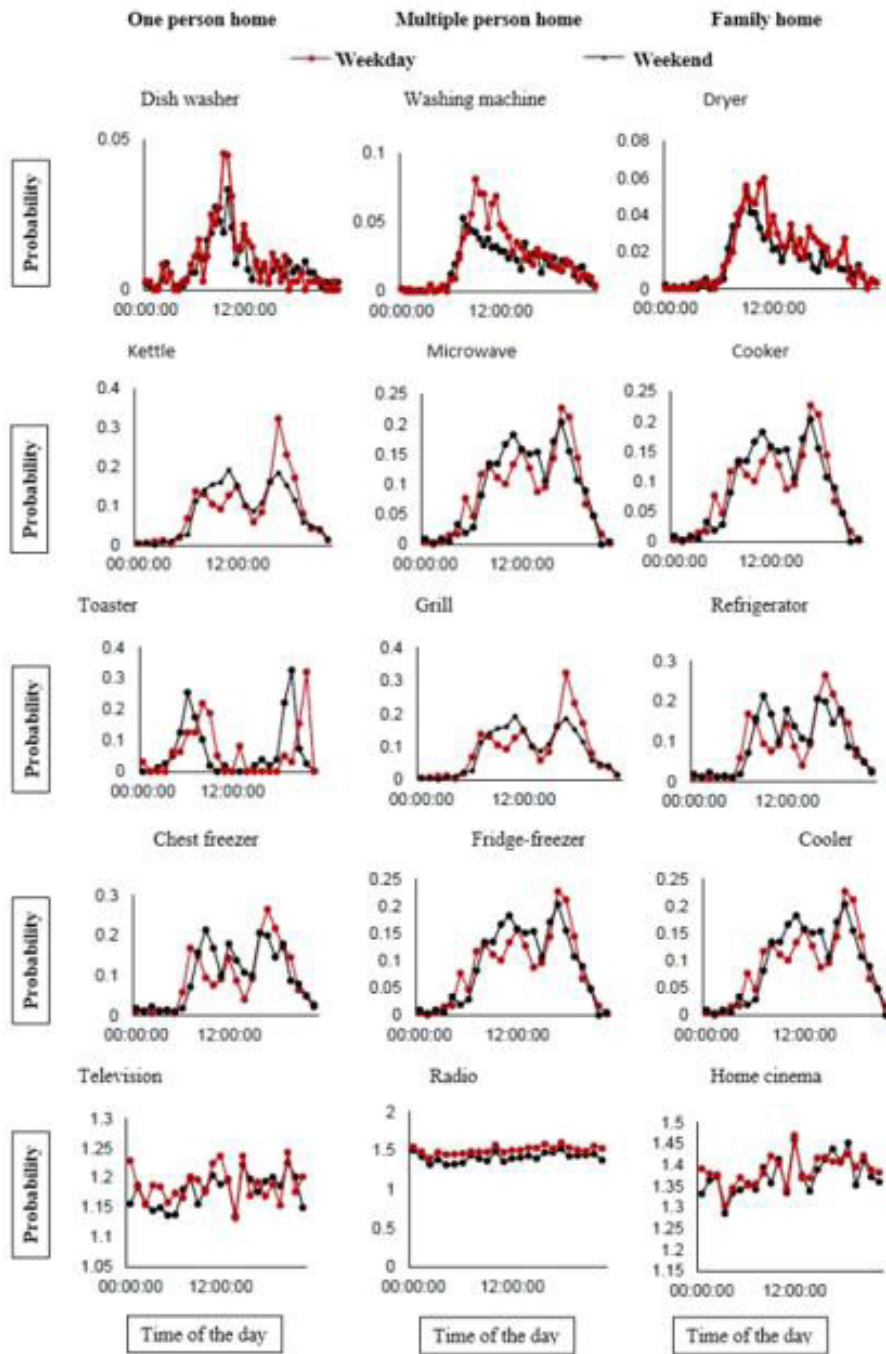 One person home Multiple person home Family home
Weekday Weekend
Dish washer Washing machine Dryer
Probability
0.05 0.1 0.08
0.06
0.05 0.04
0.02
0 0 0
00:00:00 12:00:00 00:00:00 12:00:00 00:00:00 12:00:00
Kettle Microwave Cooker
Probability
0.4 0.25 0.25
0.3 0.2 0.2
0.2 0.15 0.15
0.1 0.1 0.1
0.05 0.05
0 0 0
00:00:00 12:00:00 00:00:00 12:00:00 00:00:00 12:00:00
Toaster Grill Refrigerator
Probability
0.4 0.4 0.3
0.3 0.3 0.2
0.2 0.2 0.1
0.1 0.1
0 0 0
00:00:00 12:00:00 00:00:00 12:00:00 00:00:00 12:00:00
Chest freezer Fridge-freezer Cooler
Probability
0.3 0.25 0.25
0.2 0.2 0.2
0.15 0.15
0.1 0.1 0.1
0.05 0.05
0 0 0
00:00:00 12:00:00 00:00:00 12:00:00 00:00:00 12:00:00
Television Radio Home cinema
Probability
1.3 2 1.5
1.25 1.5 1.45
1.2 1 1.4
1.15 0.5 1.35
1.1 0 1.3
1.05 1.25
1.2
1.15
00:00:00 12:00:00 00:00:00 12:00:00 00:00:00 12:00:00
Time of the day Time of the day Time of the day